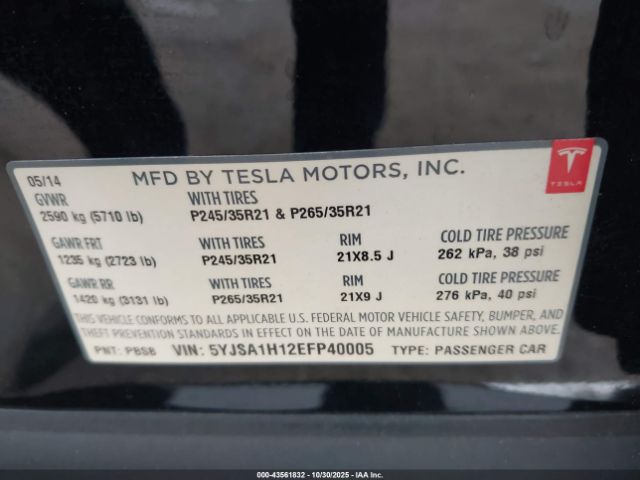 05/14 MFD BY TESLA MOTORS, INC.
TESLA
GVWR WITH TIRES
2590 kg (5710 lb) P245/35R21 & P265/35R21
GAWR FRT WITH TIRES RIM COLD TIRE PRESSURE
1235 kg (2723 lb) P245/35R21 21X8.5 J 262 kPa, 38 psi
GAWR RR WITH TIRES RIM COLD TIRE PRESSURE
1420 kg (3131 lb) P265/35R21 21X9 J 276 kPa, 40 psi
THIS VEHICLE CONFORMS TO ALL APPLICABLE U.S. FEDERAL MOTOR VEHICLE SAFETY, BUMPER, AND
THEFT PREVENTION STANDARDS IN EFFECT ON THE DATE OF MANUFACTURE SHOWN ABOVE.
PNT: PBSB VIN: 5YJSA1H12EFP40005 TYPE: PASSENGER CAR
000-43561832 - 10/30/2025 - IAAI Inc.